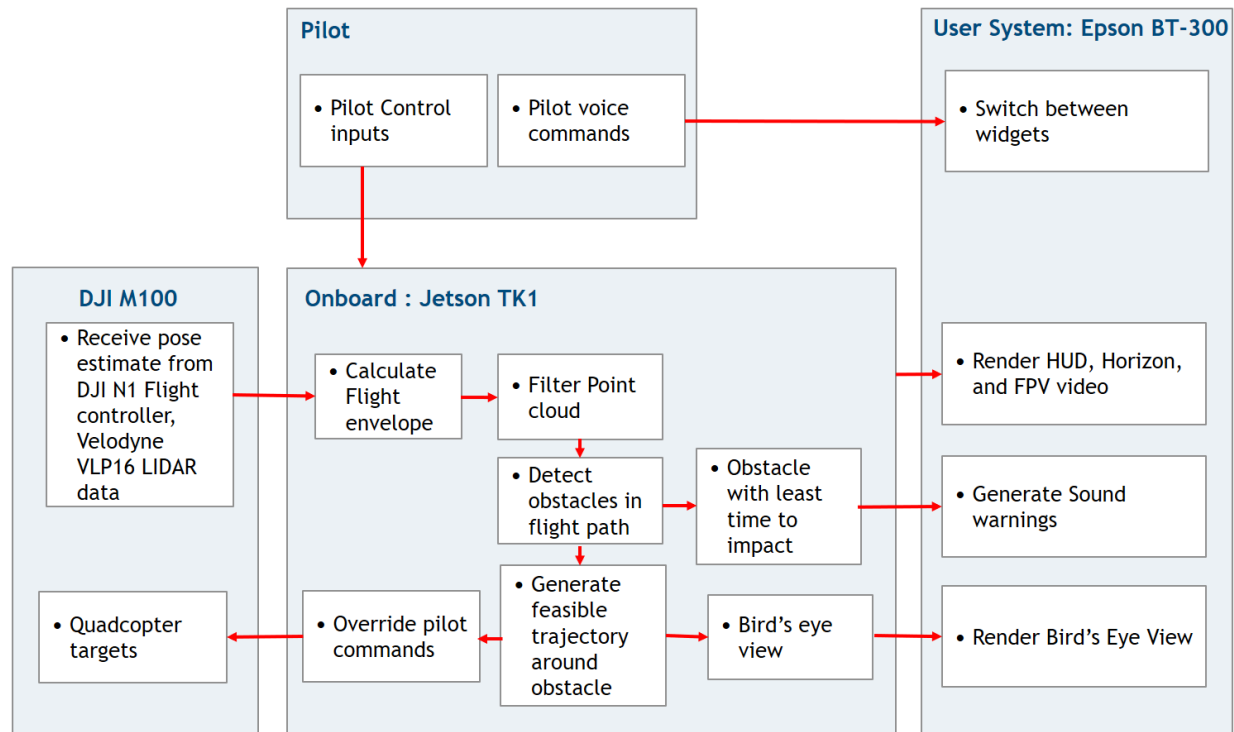 Pilot
• Pilot Control
inputs
• Pilot voice
commands
User System: Epson BT-300
• Switch between
widgets
DJI M100
• Receive pose
estimate from
DJI N1 Flight
controller,
Velodyne
VLP16 LIDAR
data
• Quadcopter
targets
Onboard : Jetson TK1
• Calculate
Flight
envelope
• Filter Point
cloud
• Detect
obstacles in
flight path
• Obstacle
with least
time to
impact
• Generate
feasible
trajectory
around
obstacle
• Override pilot
commands
• Bird’s eye
view
• Render HUD, Horizon,
and FPV video
• Generate Sound
warnings
• Render Bird’s Eye View